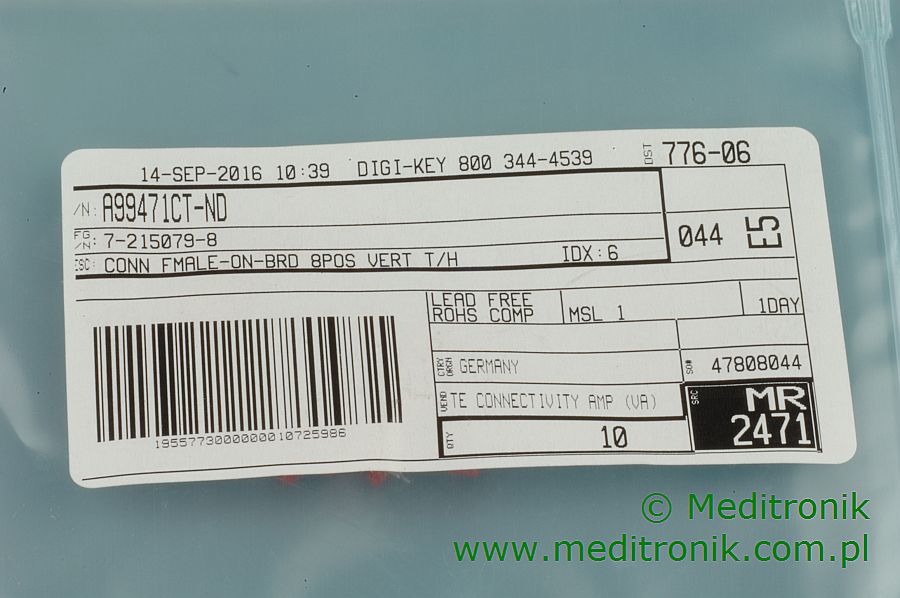 14-SEP-2016 10:39 DIGI-KEY 800 344-4539 DST 776-06
/N: A99471CT-ND
FG /N: 7-215079-8
ESC: CONN FMALE-ON-BRD 8POS VERT T/H IDX:6
044 E5
LEAD FREE
ROHS COMP MSL 1 1DAY
CTRY ORGN GERMANY SO# 47808044
VEND TE CONNECTIVITY AMP (VA)
QTY 10
SRC MR
2471
1955773000000010725986
© Meditronik
www.meditronik.com.pl